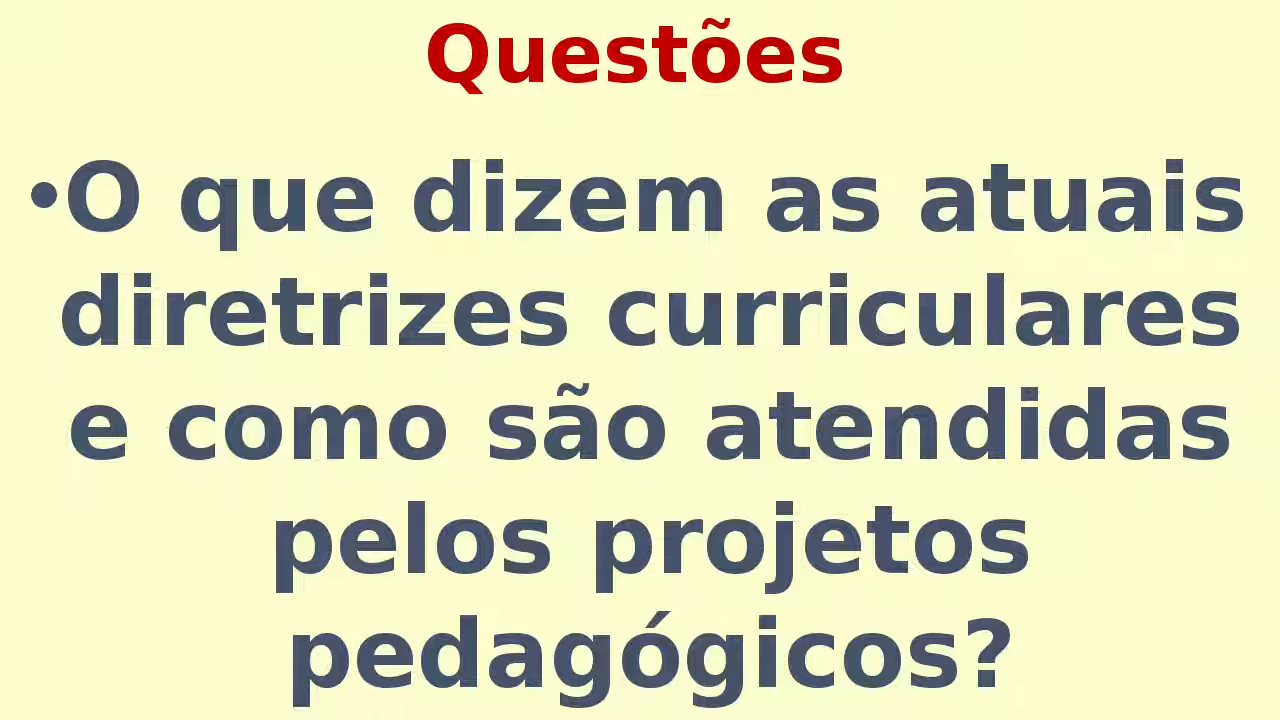 Questões
•O que dizem as atuais
diretrizes curriculares
e como são atendidas
pelos projetos
pedagógicos?